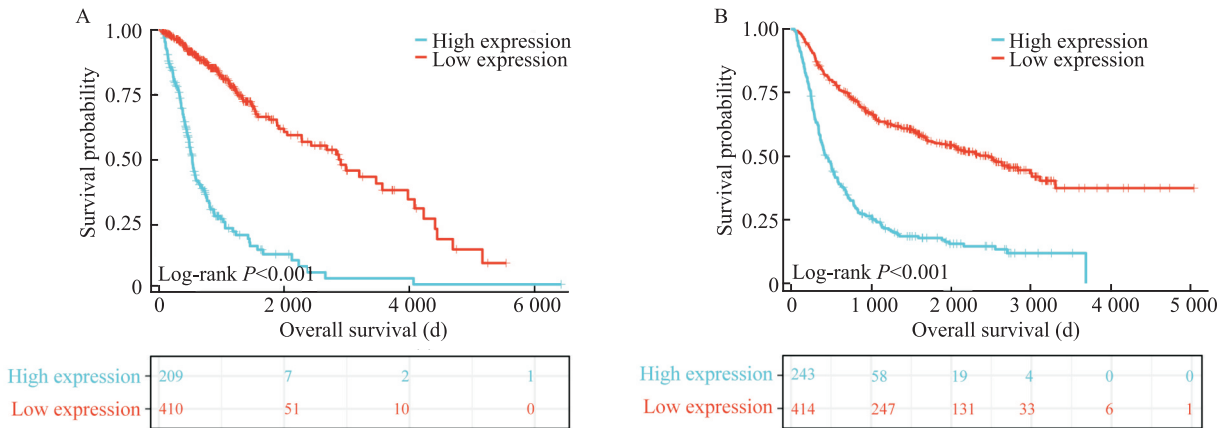 A
1.00
0.75
0.50
0.25
0
Survival probability
High expression
Low expression
Log-rank P<0.001
0 2 000 4 000 6 000
Overall survival (d)
High expression 209 7 2 1
Low expression 410 51 10 0
B
1.00
0.75
0.50
0.25
0
Survival probability
High expression
Low expression
Log-rank P<0.001
0 1 000 2 000 3 000 4 000 5 000
Overall survival (d)
High expression 243 58 19 4 0 0
Low expression 414 247 131 33 6 1